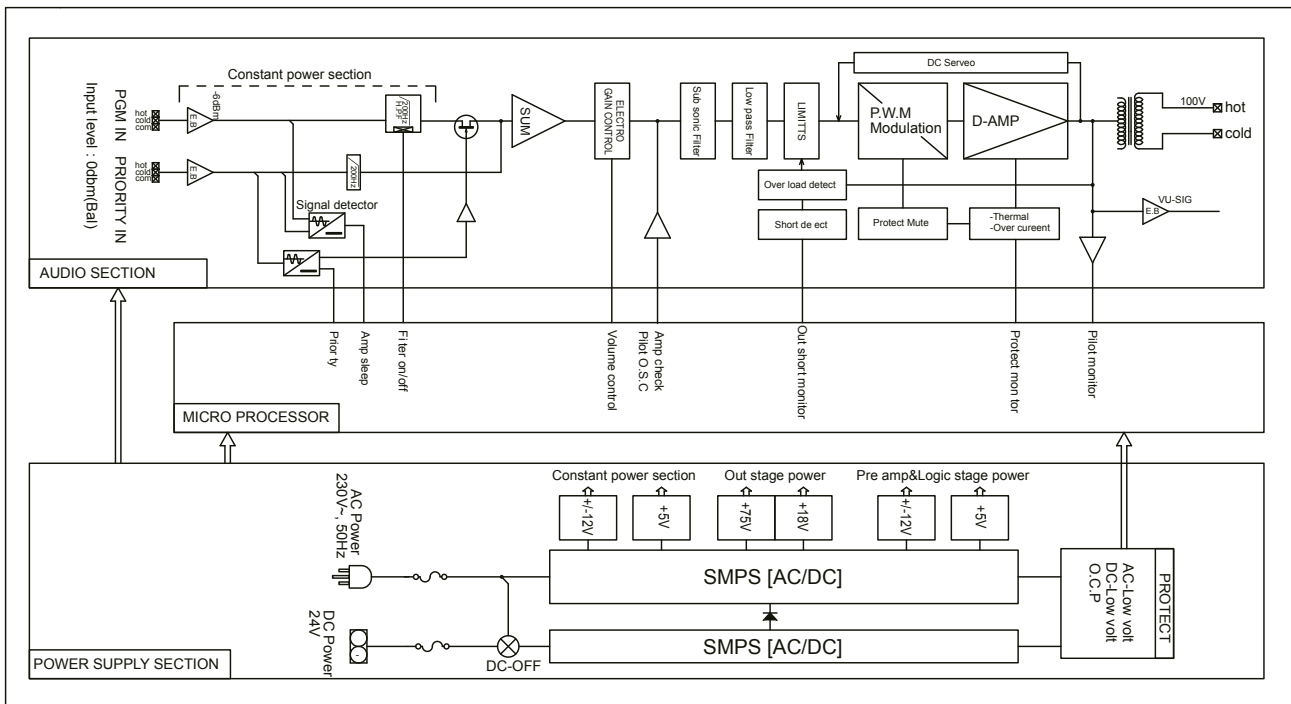 Constant power section
DC Serveo
PGM IN
hot
cold
com
E.B
-6dBm
200Hz
H.P.F
SUM
ELECTRO
GAIN CONTROL
Sub sonic Filter
Low pass Filter
LIMITTS
P.W.M
Modulation
D-AMP
100V
hot
cold
Input level : 0dbm(Bal)
PRIORITY IN
hot
cold
com
E.B
200Hz
Signal detector
Over load detect
Short de ect
Protect Mute
-Thermal
-Over cureent
E.B
VU-SIG
AUDIO SECTION
Priorty
Amp sleep
Filter on/off
Volume control
Amp check
Pilot O.S.C
Out short monitor
Protect mon tor
Pilot monitor
MICRO PROCESSOR
Constant power section
Out stage power
Pre amp&Logic stage power
+/-12V
+5V
+75V
+18V
+/-12V
+5V
AC Power
230V~, 50Hz
SMPS [AC/DC]
PROTECT
AC-Low volt
DC-Low volt
O.C.P
DC Power
24V
-
DC-OFF
SMPS [AC/DC]
POWER SUPPLY SECTION